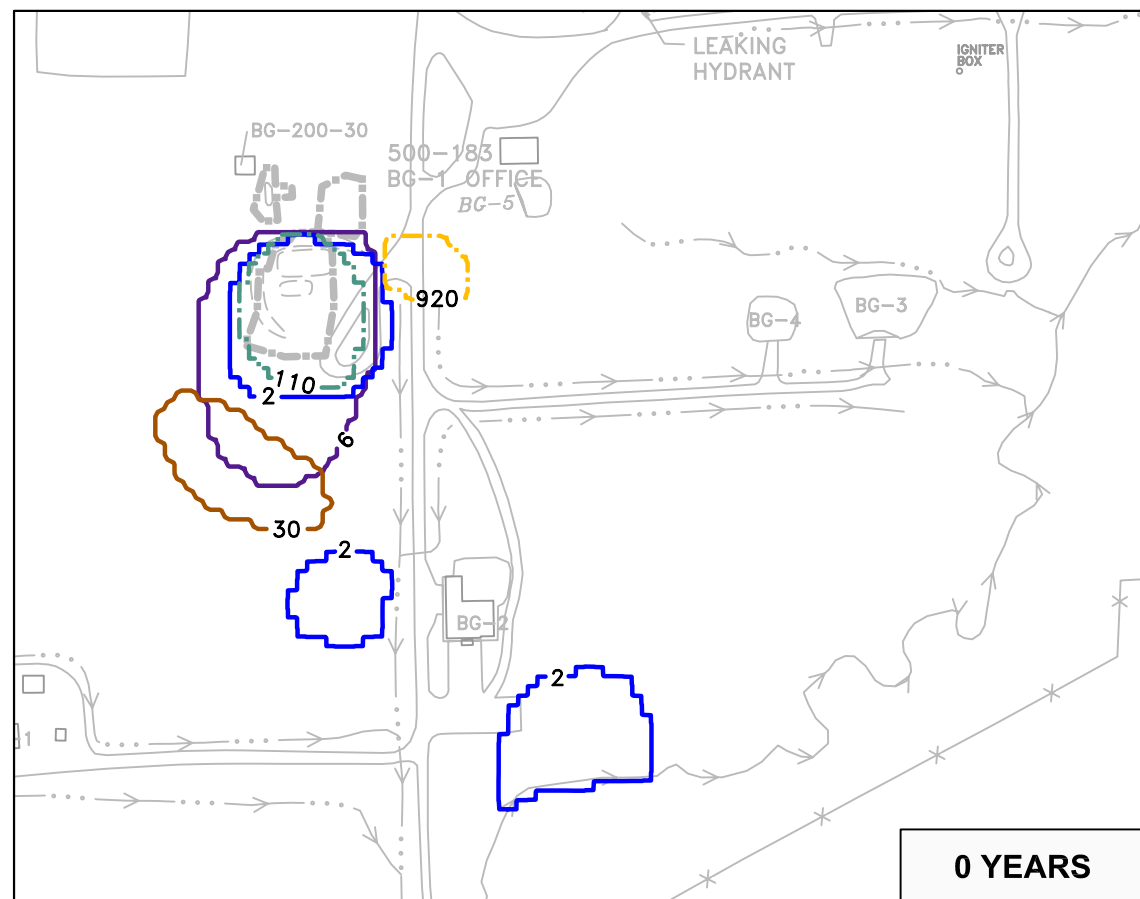 LEAKING
HYDRANT
IGNITER
BOX
BG-200-30
500-183
BG-1 OFFICE
BG-5
920
BG-4
BG-3
110
2
6
30
2
BG-2
2
1
0 YEARS